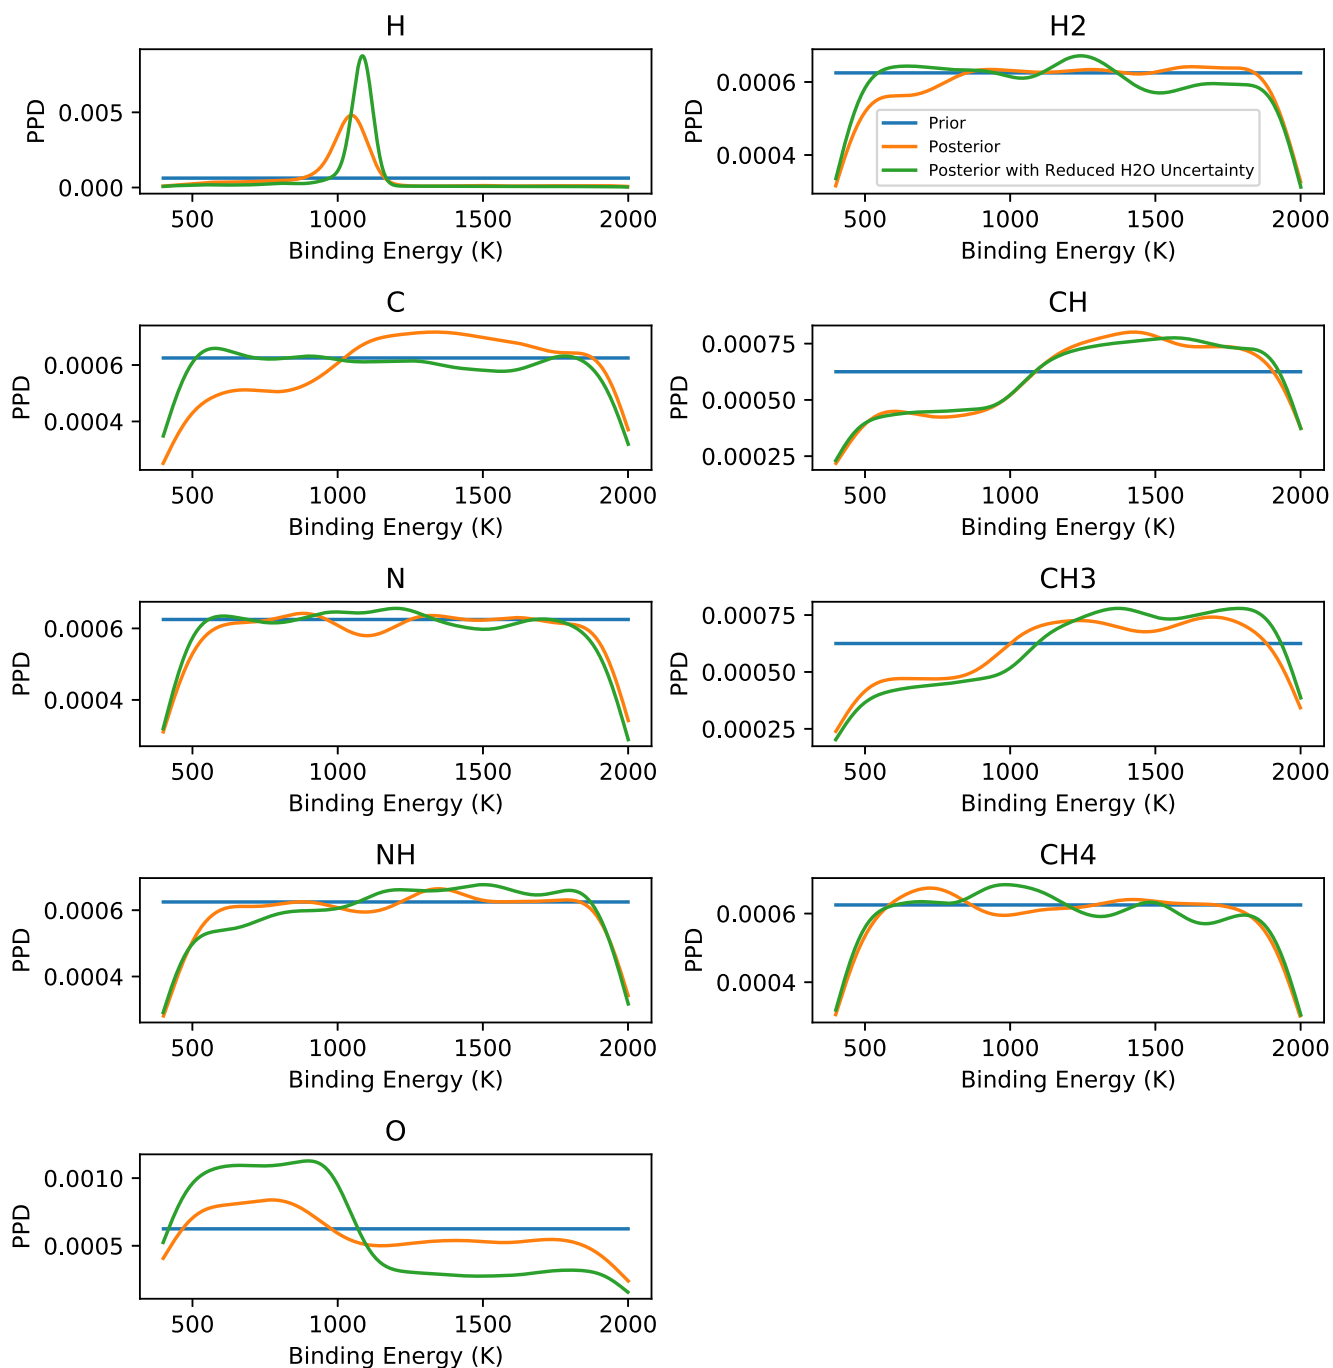 H
PPD
0.005
0.000
500 1000 1500 2000
Binding Energy (K)
H2
PPD
0.0006
0.0004
Prior
Posterior
Posterior with Reduced H2O Uncertainty
500 1000 1500 2000
Binding Energy (K)
C
PPD
0.0006
0.0004
500 1000 1500 2000
Binding Energy (K)
CH
PPD
0.00075
0.00050
0.00025
500 1000 1500 2000
Binding Energy (K)
N
PPD
0.0006
0.0004
500 1000 1500 2000
Binding Energy (K)
CH3
PPD
0.00075
0.00050
0.00025
500 1000 1500 2000
Binding Energy (K)
NH
PPD
0.0006
0.0004
500 1000 1500 2000
Binding Energy (K)
CH4
PPD
0.0006
0.0004
500 1000 1500 2000
Binding Energy (K)
O
PPD
0.0010
0.0005
500 1000 1500 2000
Binding Energy (K)